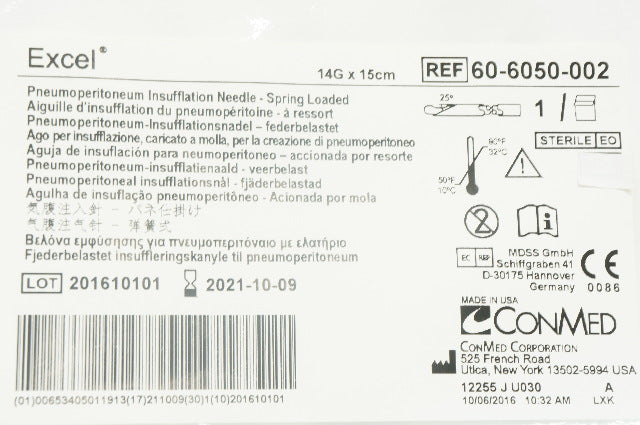 Excel®
14G x 15cm
REF 60-6050-002
Pneumoperitoneum Insufflation Needle - Spring Loaded
Aiguille d'insufflation du pneumopéritoine - à ressort
Pneumoperitoneum-Insufflationsnadel – federbelastet
Ago per insufflazione, caricato a molla, per la creazione di pneumoperitoneo
Aguja de insuflación para neumoperitoneo – accionada por resorte
Pneumoperitoneum-insufflatienaald - veerbelast
Pneumoperitoneal insufflationsnål - fjäderbelastad
Agulha de insuflação pneumoperitôneo - Acionada por mola
気腹注入針 - バネ仕掛け
气腹注气针 - 弹簧式
Βελόνα εμφύσησης για πνευμοπεριτόναιο με ελατήριο
Fjederbelastet insuffleringskanyle til pneumoperitoneum
LOT 201610101 2021-10-09
(01)00653405011913(17)211009(30)1(10)201610101
25°
1 /
STERILE EO
90°F
32°C
50°F
10°C
2
EC REP
MDSS GmbH
Schiffgraben 41
D-30175 Hannover
Germany
CE
0086
MADE IN USA
CONMED
CONMED CORPORATION
525 French Road
Utica, New York 13502-5994 USA
12255 J U030 A
10/06/2016 10:32 AM LXK